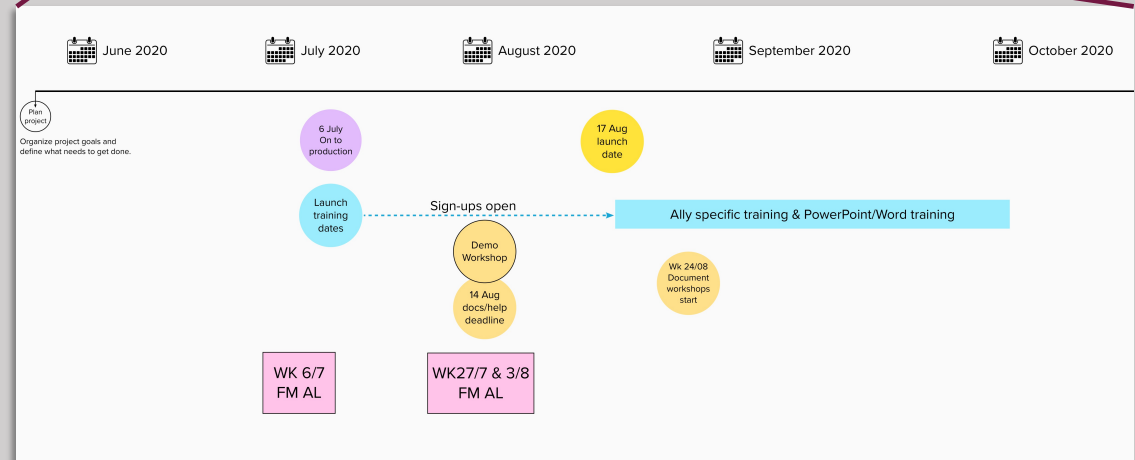 June 2020
July 2020
August 2020
September 2020
October 2020
Plan
project
Organize project goals and
define what needs to get done.
6 July
On to
production
17 Aug
launch
date
Launch
training
dates
Sign-ups open
Ally specific training & PowerPoint/Word training
Demo
Workshop
14 Aug
docs/help
deadline
Wk 24/08
Document
workshops
start
WK 6/7
FM AL
WK27/7 & 3/8
FM AL